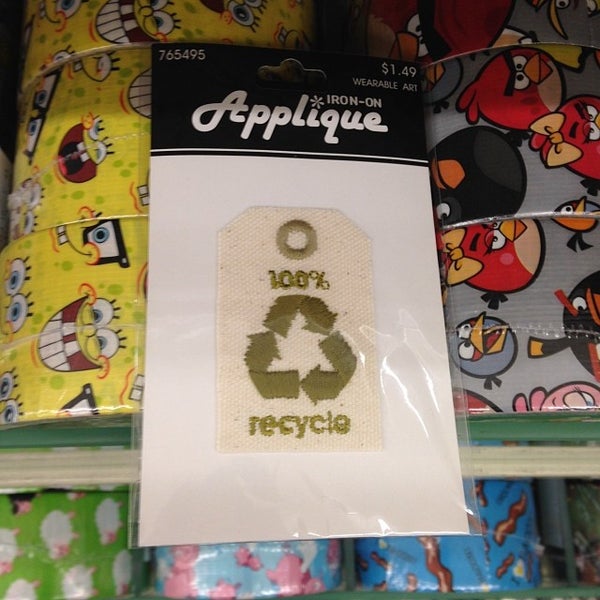 765495
$1.49
WEARABLE ART
IRON-ON
Applique
100%
recycle